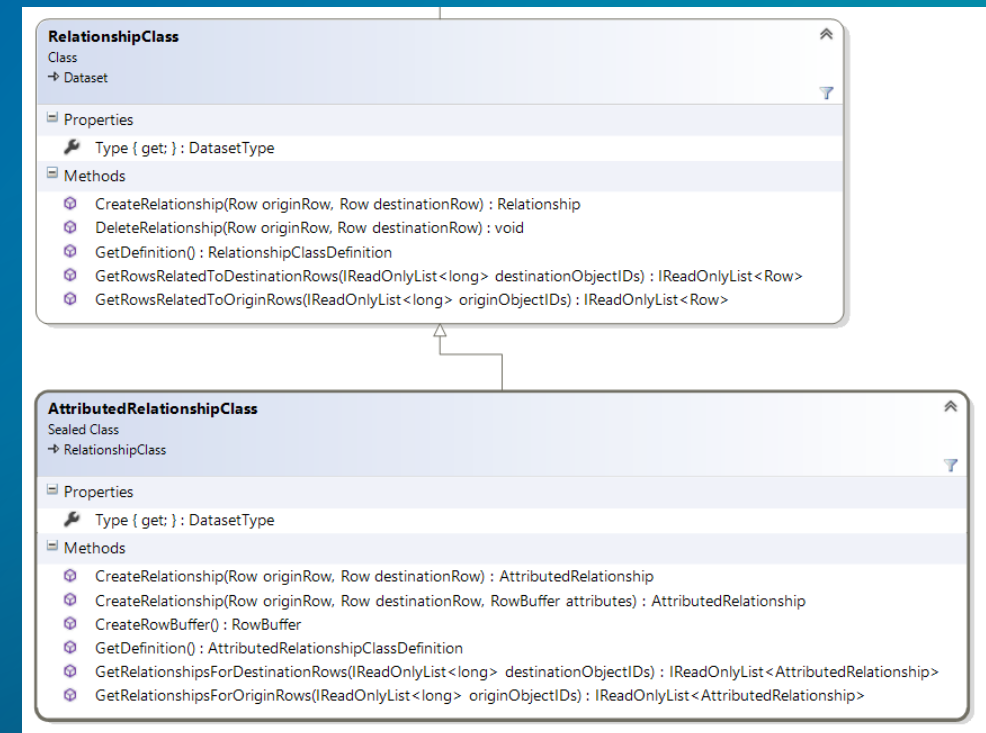 RelationshipClass
Class
Dataset
Properties
Type { get; } : DatasetType
Methods
CreateRelationship(Row originRow, Row destinationRow) : Relationship
DeleteRelationship(Row originRow, Row destinationRow) : void
GetDefinition() : RelationshipClassDefinition
GetRowsRelatedToDestinationRows(IReadOnlyList<long> destinationObjectIDs) : IReadOnlyList<Row>
GetRowsRelatedToOriginRows(IReadOnlyList<long> originObjectIDs) : IReadOnlyList<Row>
AttributedRelationshipClass
Sealed Class
RelationshipClass
Properties
Type { get; } : DatasetType
Methods
CreateRelationship(Row originRow, Row destinationRow) : AttributedRelationship
CreateRelationship(Row originRow, Row destinationRow, RowBuffer attributes) : AttributedRelationship
CreateRowBuffer() : RowBuffer
GetDefinition() : AttributedRelationshipClassDefinition
GetRelationshipsForDestinationRows(IReadOnlyList<long> destinationObjectIDs) : IReadOnlyList<AttributedRelationship>
GetRelationshipsForOriginRows(IReadOnlyList<long> originObjectIDs) : IReadOnlyList<AttributedRelationship>